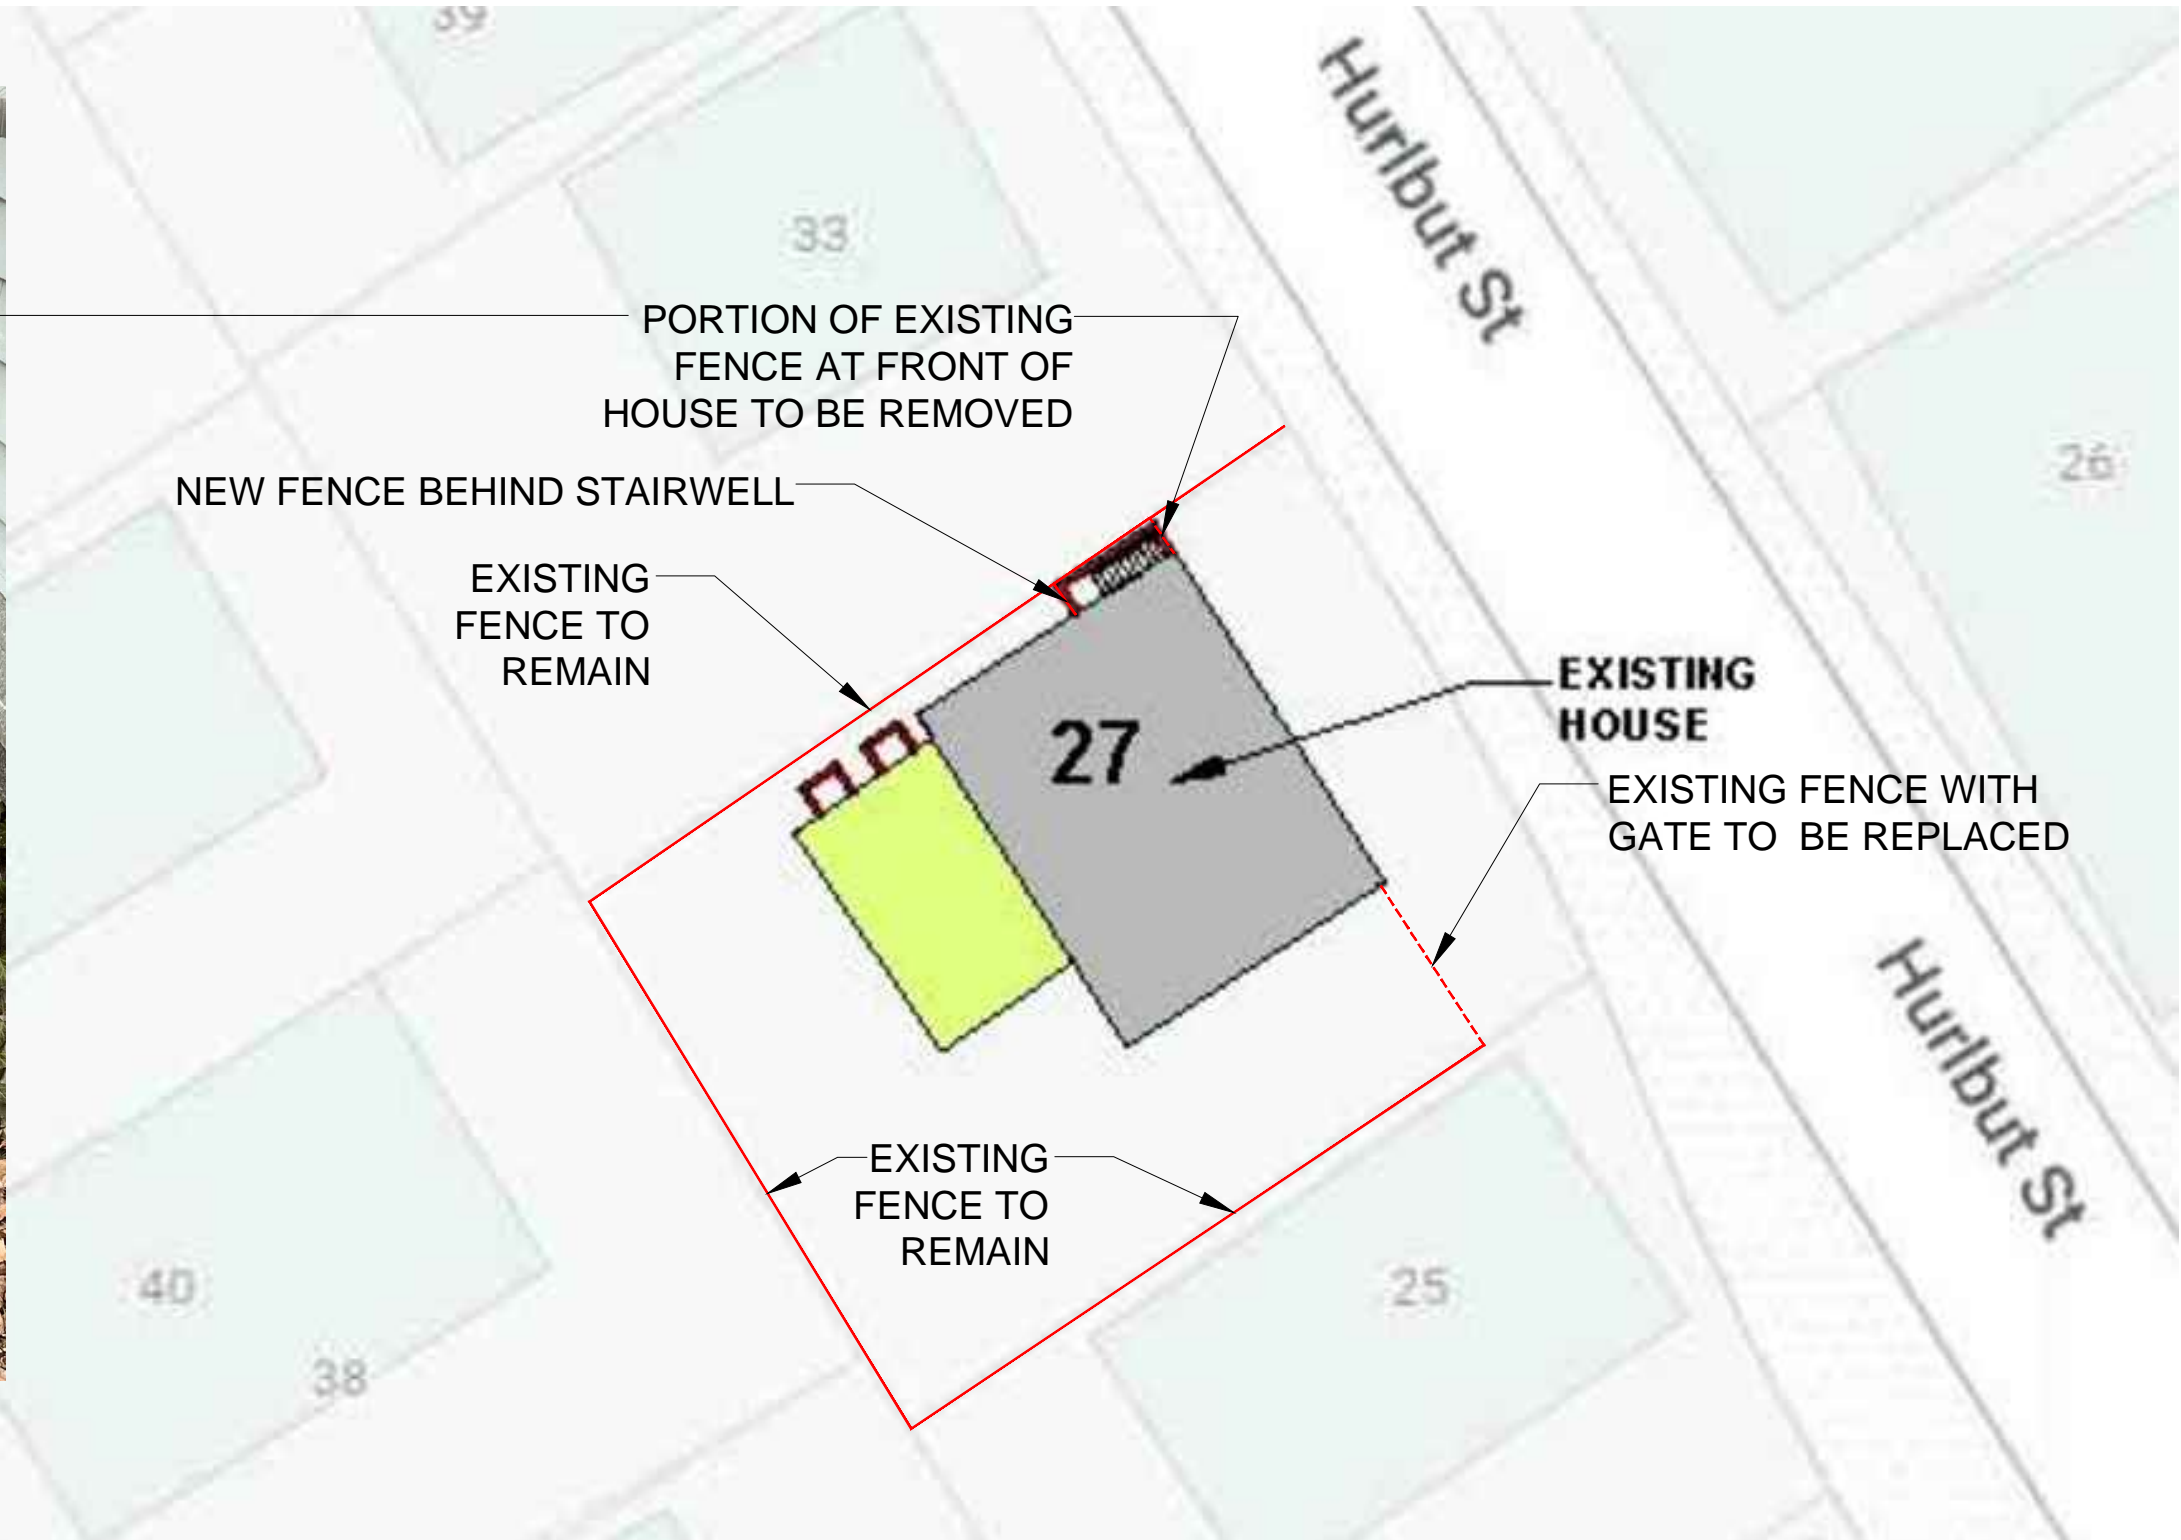 39
Hurlbut St
33
PORTION OF EXISTING
FENCE AT FRONT OF
HOUSE TO BE REMOVED
26
NEW FENCE BEHIND STAIRWELL
EXISTING
FENCE TO
REMAIN
EXISTING
HOUSE
27
EXISTING FENCE WITH
GATE TO BE REPLACED
Hurlbut St
EXISTING
FENCE TO
REMAIN
40
25
38